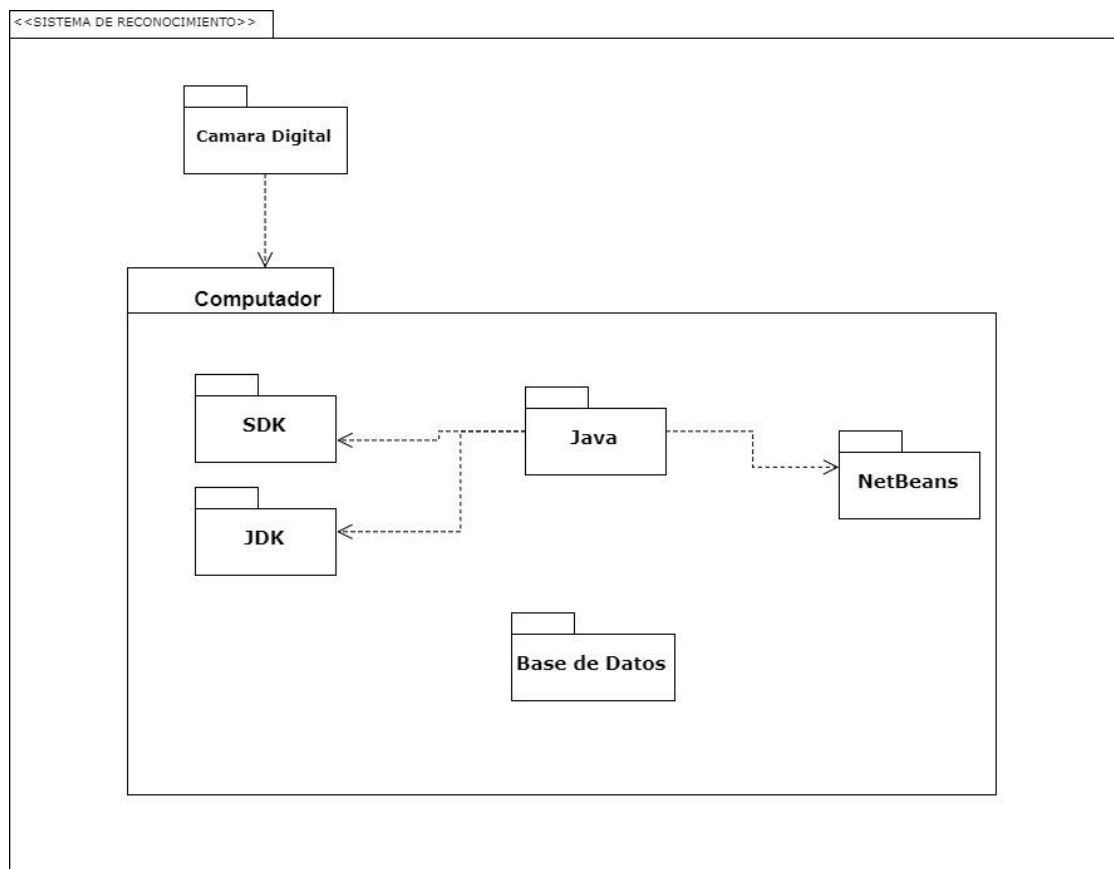 <<SISTEMA DE RECONOCIMIENTO>>
Camara Digital
Computador
SDK
Java
NetBeans
JDK
Base de Datos